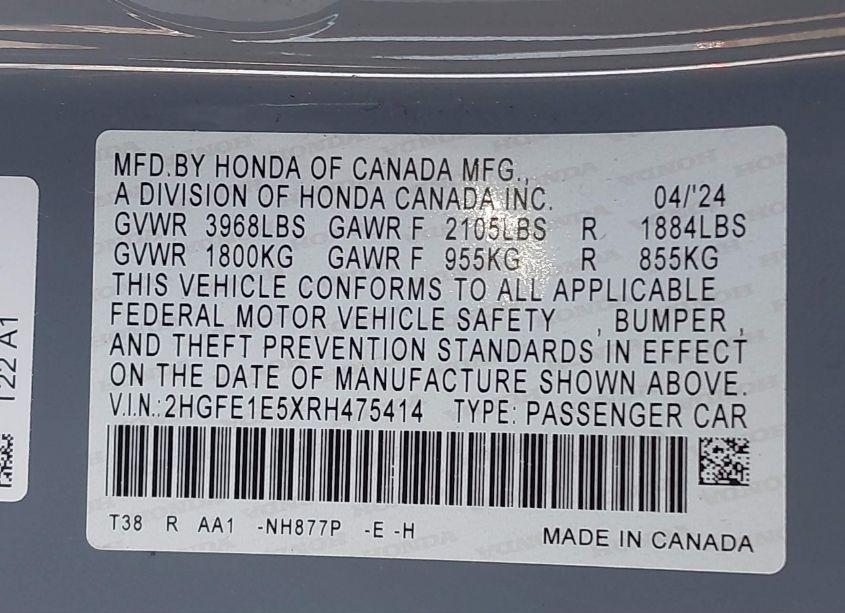 MFD.BY HONDA OF CANADA MFG.,
A DIVISION OF HONDA CANADA INC. 04/'24
GVWR 3968LBS GAWR F 2105LBS R 1884LBS
GVWR 1800KG GAWR F 955KG R 855KG
THIS VEHICLE CONFORMS TO ALL APPLICABLE
FEDERAL MOTOR VEHICLE SAFETY , BUMPER ,
AND THEFT PREVENTION STANDARDS IN EFFECT
ON THE DATE OF MANUFACTURE SHOWN ABOVE.
V.I.N.:2HGFE1E5XRH475414 TYPE: PASSENGER CAR
T38 R AA1 -NH877P -E -H MADE IN CANADA
T22 A1